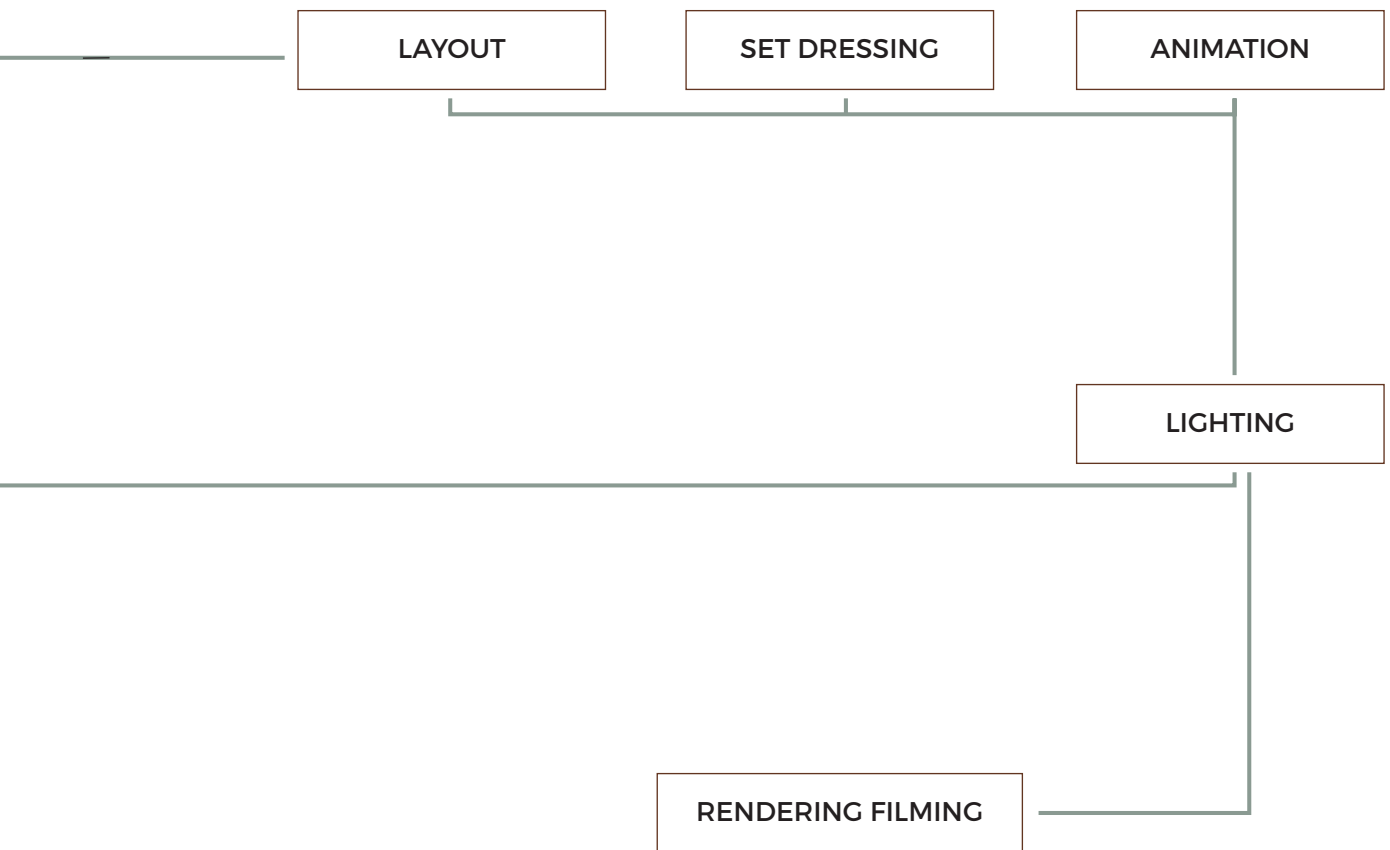 LAYOUT
SET DRESSING
ANIMATION
LIGHTING
RENDERING FILMING